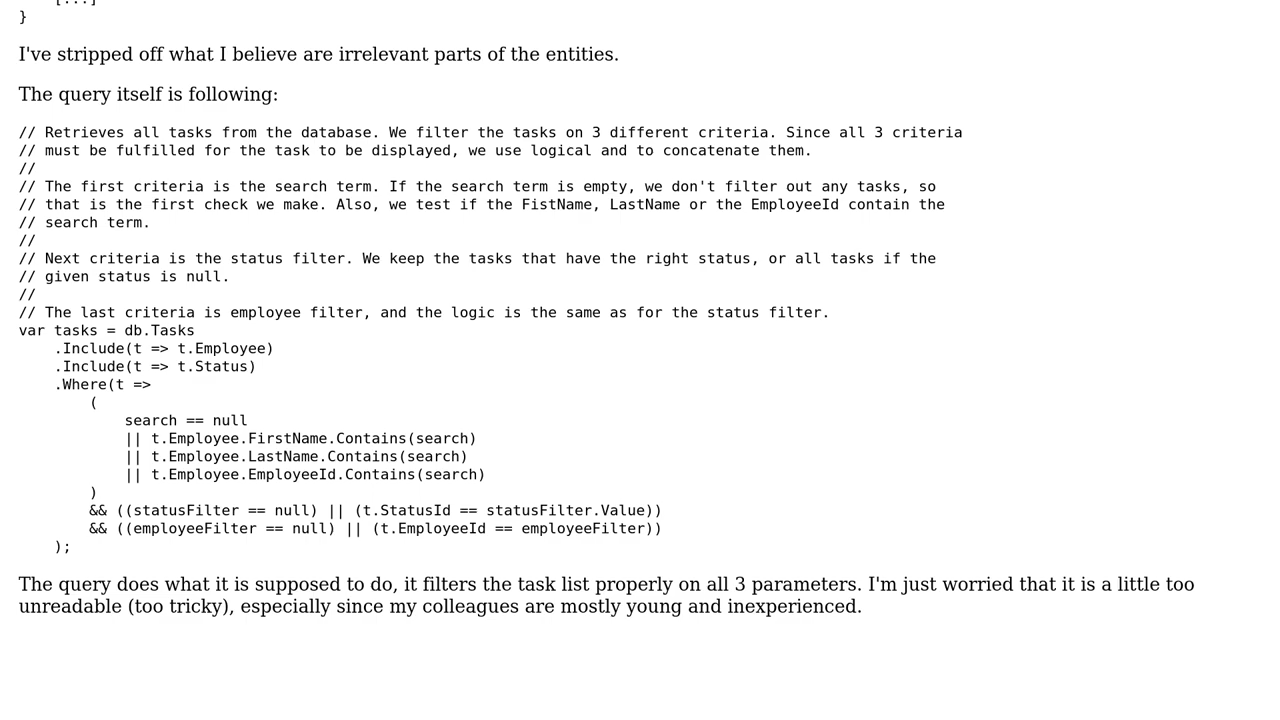 [...]
}
I've stripped off what I believe are irrelevant parts of the entities.
The query itself is following:
// Retrieves all tasks from the database. We filter the tasks on 3 different criteria. Since all 3 criteria
// must be fulfilled for the task to be displayed, we use logical and to concatenate them.
//
// The first criteria is the search term. If the search term is empty, we don't filter out any tasks, so
// that is the first check we make. Also, we test if the FistName, LastName or the EmployeeId contain the
// search term.
//
// Next criteria is the status filter. We keep the tasks that have the right status, or all tasks if the
// given status is null.
//
// The last criteria is employee filter, and the logic is the same as for the status filter.
var tasks = db.Tasks
    .Include(t => t.Employee)
    .Include(t => t.Status)
    .Where(t =>
        (
            search == null
            || t.Employee.FirstName.Contains(search)
            || t.Employee.LastName.Contains(search)
            || t.Employee.EmployeeId.Contains(search)
        )
        && ((statusFilter == null) || (t.StatusId == statusFilter.Value))
        && ((employeeFilter == null) || (t.EmployeeId == employeeFilter))
    );
The query does what it is supposed to do, it filters the task list properly on all 3 parameters. I'm just worried that it is a little too
unreadable (too tricky), especially since my colleagues are mostly young and inexperienced.